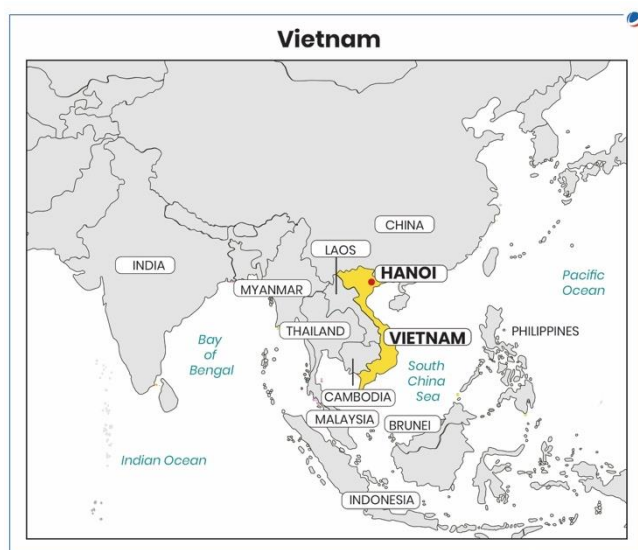 Vietnam
CHINA
LAOS
INDIA
HANOI
MYANMAR
Pacific
Ocean
THAILAND
VIETNAM
PHILIPPINES
Bay
of
Bengal
South
China
Sea
CAMBODIA
MALAYSIA
BRUNEI
Indian Ocean
INDONESIA